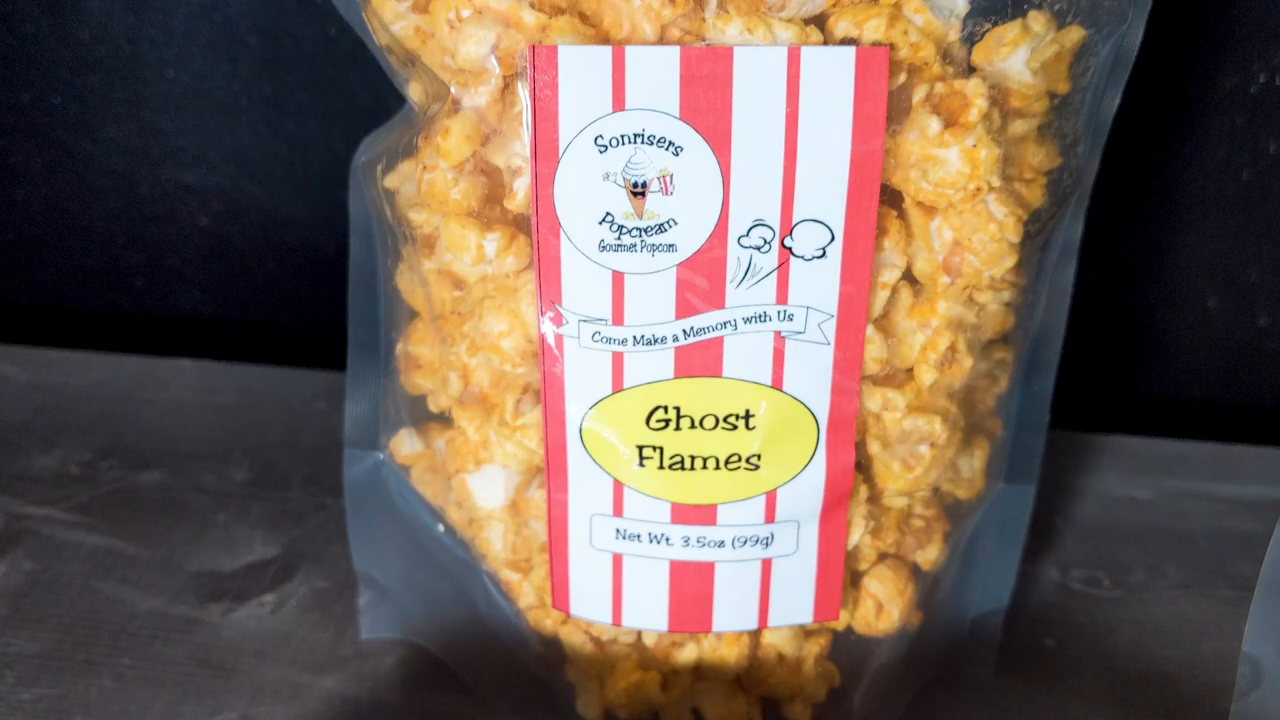 Sonrisers
Popcream
Gourmet Popcorn
Come Make a Memory with Us
Ghost
Flames
Net Wt. 3.5oz (99g)